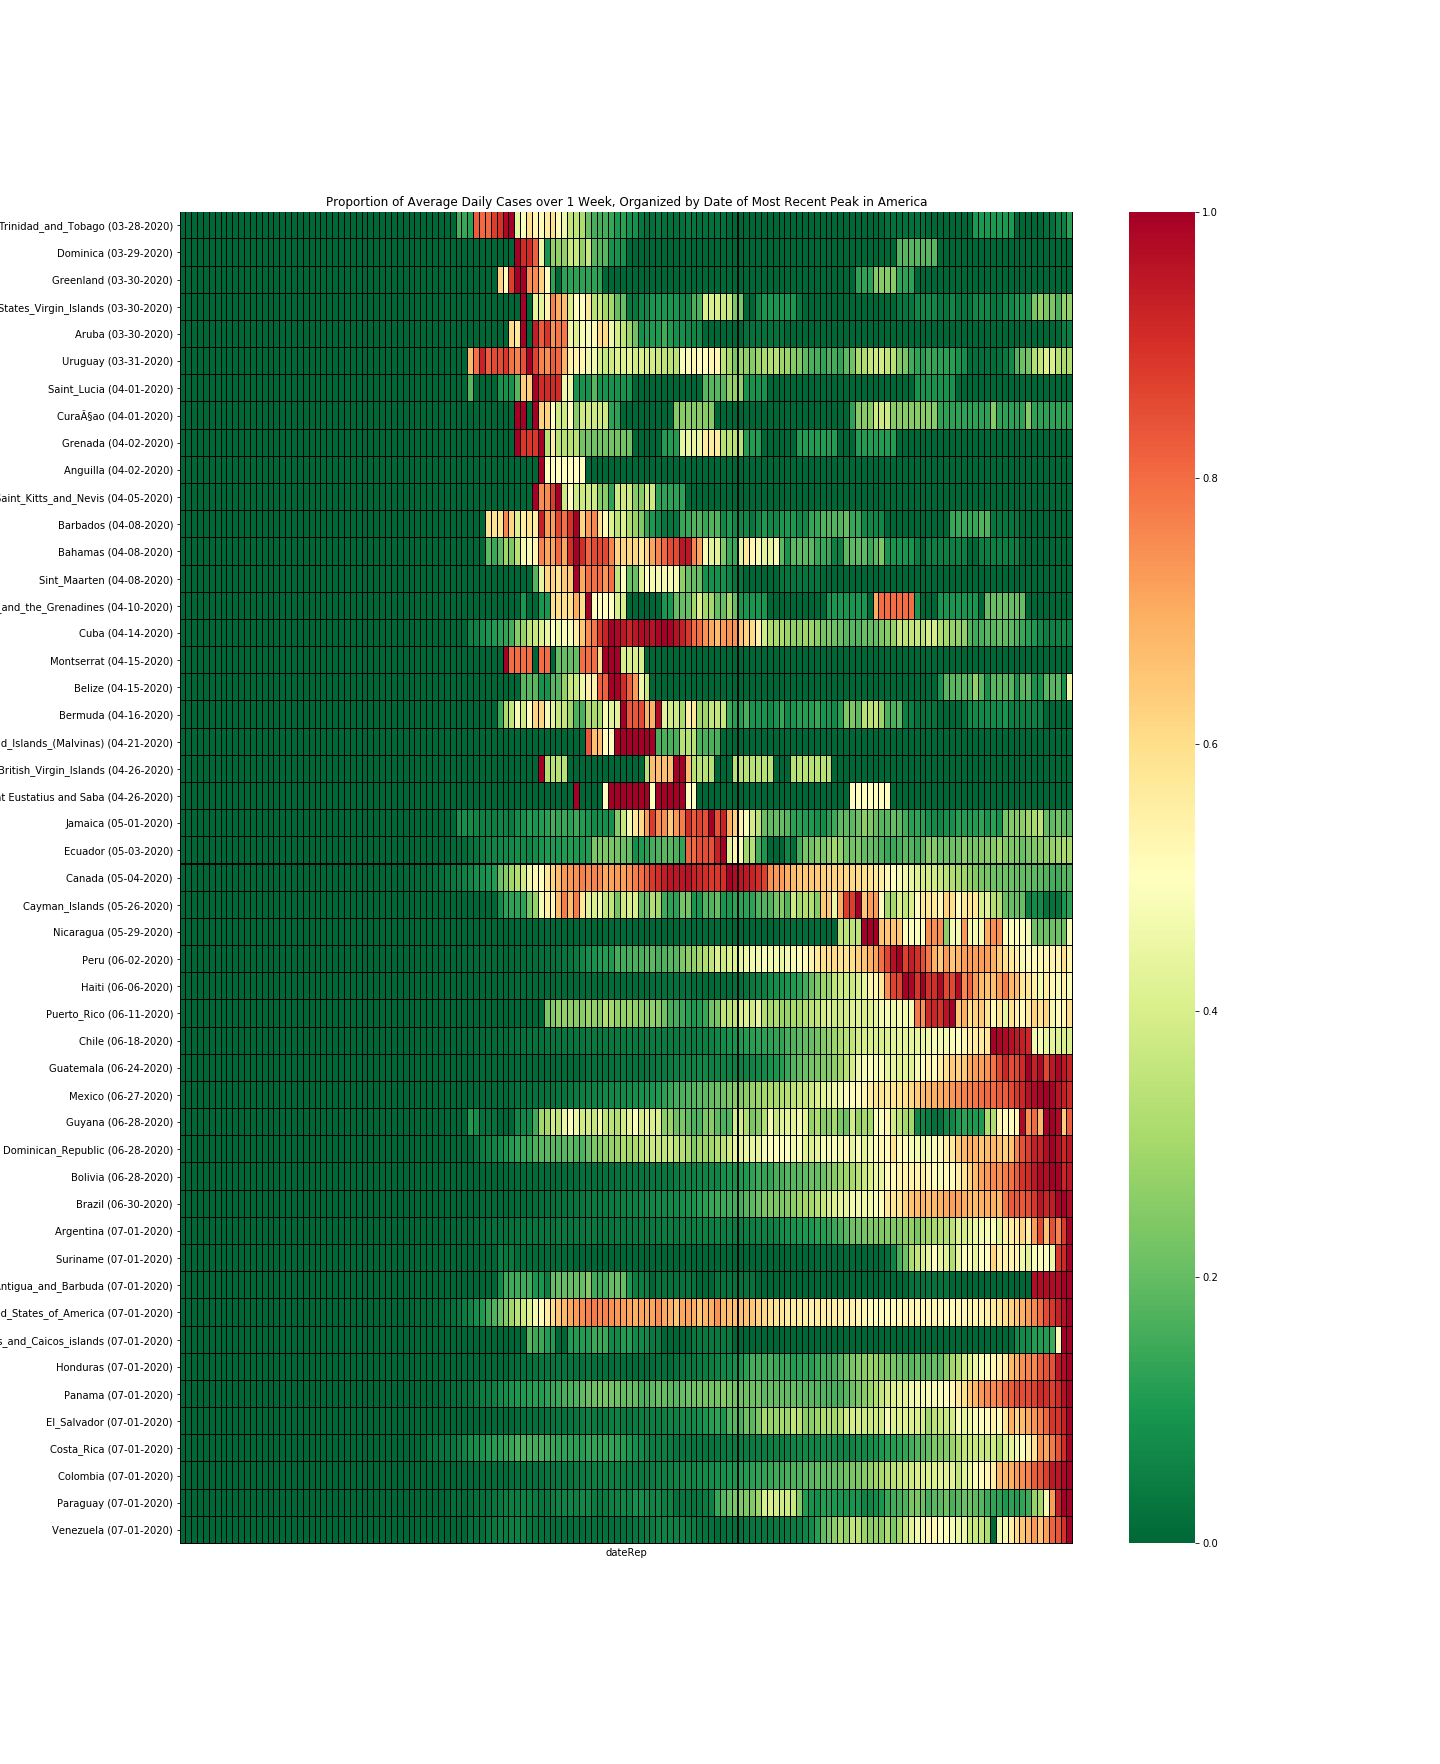 Proportion of Average Daily Cases over 1 Week, Organized by Date of Most Recent Peak in America
Trinidad_and_Tobago (03-28-2020)
Dominica (03-29-2020)
Greenland (03-30-2020)
States_Virgin_Islands (03-30-2020)
Aruba (03-30-2020)
Uruguay (03-31-2020)
Saint_Lucia (04-01-2020)
CuraÃ§ao (04-01-2020)
Grenada (04-02-2020)
Anguilla (04-02-2020)
Saint_Kitts_and_Nevis (04-05-2020)
Barbados (04-08-2020)
Bahamas (04-08-2020)
Sint_Maarten (04-08-2020)
_and_the_Grenadines (04-10-2020)
Cuba (04-14-2020)
Montserrat (04-15-2020)
Belize (04-15-2020)
Bermuda (04-16-2020)
d_Islands_(Malvinas) (04-21-2020)
British_Virgin_Islands (04-26-2020)
t Eustatius and Saba (04-26-2020)
Jamaica (05-01-2020)
Ecuador (05-03-2020)
Canada (05-04-2020)
Cayman_Islands (05-26-2020)
Nicaragua (05-29-2020)
Peru (06-02-2020)
Haiti (06-06-2020)
Puerto_Rico (06-11-2020)
Chile (06-18-2020)
Guatemala (06-24-2020)
Mexico (06-27-2020)
Guyana (06-28-2020)
Dominican_Republic (06-28-2020)
Bolivia (06-28-2020)
Brazil (06-30-2020)
Argentina (07-01-2020)
Suriname (07-01-2020)
Antigua_and_Barbuda (07-01-2020)
d_States_of_America (07-01-2020)
s_and_Caicos_islands (07-01-2020)
Honduras (07-01-2020)
Panama (07-01-2020)
El_Salvador (07-01-2020)
Costa_Rica (07-01-2020)
Colombia (07-01-2020)
Paraguay (07-01-2020)
Venezuela (07-01-2020)
dateRep
1.0
0.8
0.6
0.4
0.2
0.0